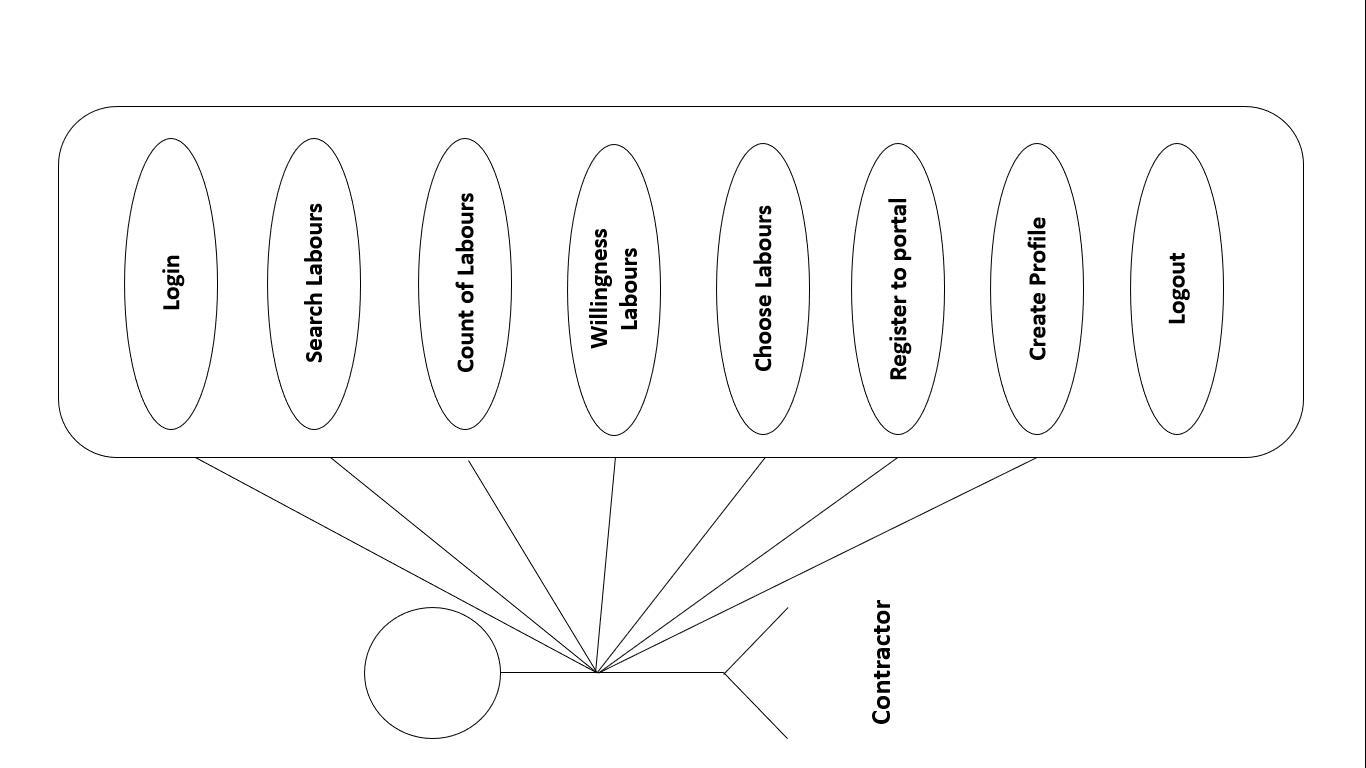 Login
Search Labours
Count of Labours
Willingness
Labours
Choose Labours
Register to portal
Create Profile
Logout
Contractor